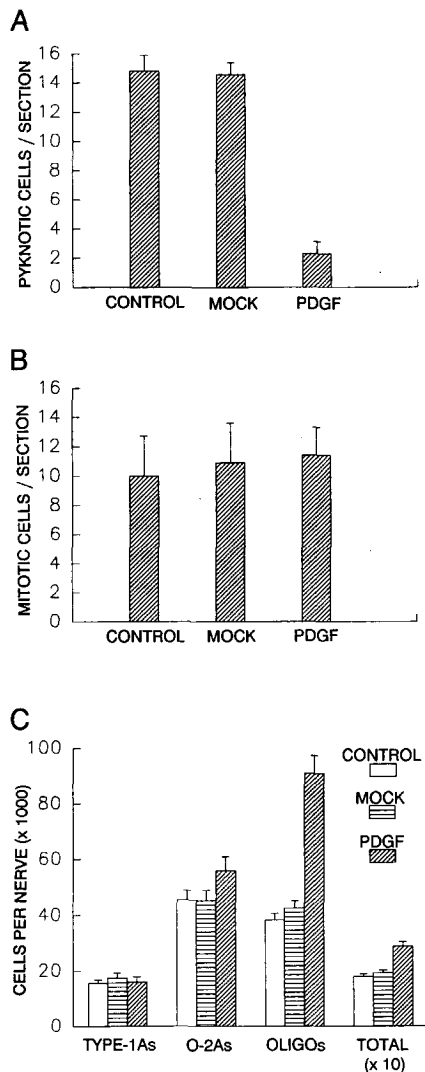 A
PYKNOTIC CELLS / SECTION
16
14
12
10
8
6
4
2
0
CONTROL MOCK PDGF
B
MITOTIC CELLS / SECTION
16
14
12
10
8
6
4
2
0
CONTROL MOCK PDGF
C
CELLS PER NERVE (x 1000)
100
80
60
40
20
0
CONTROL
MOCK
PDGF
TYPE-1As O-2As OLIGOs TOTAL
(x 10)